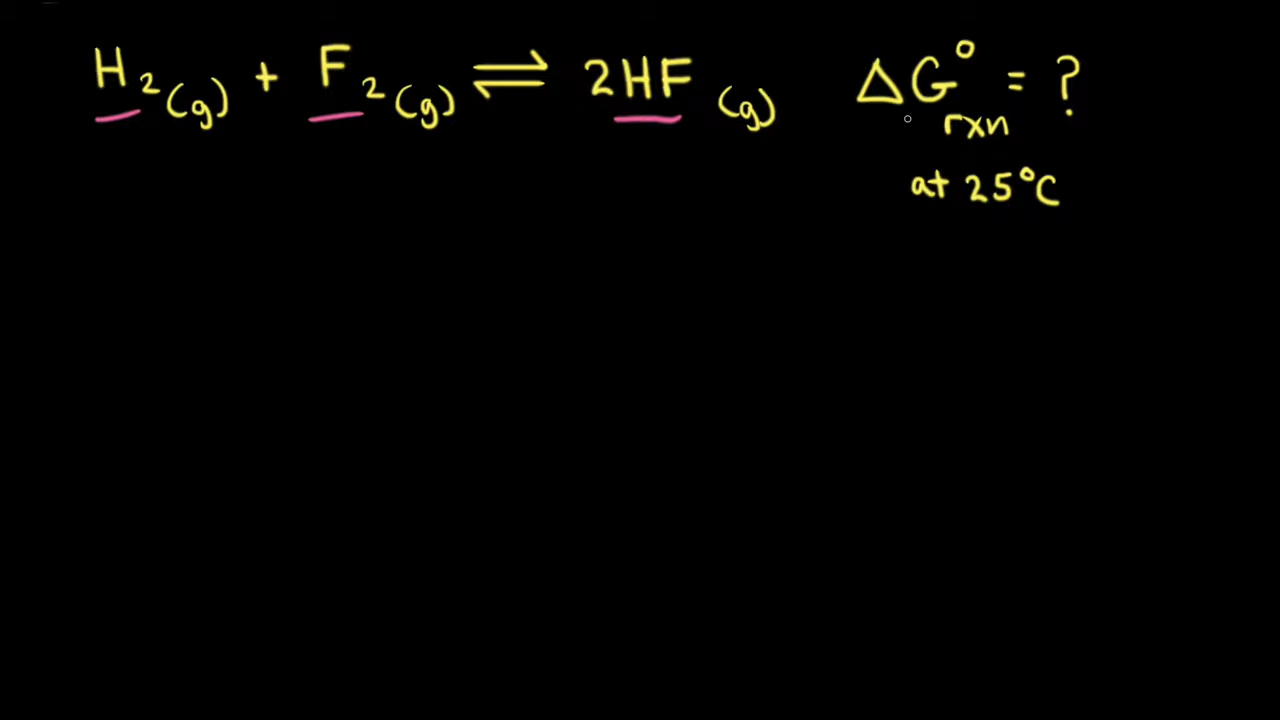 H₂(g) + F₂(g) ⇌ 2HF(g) ΔG°rxn = ?
at 25°C